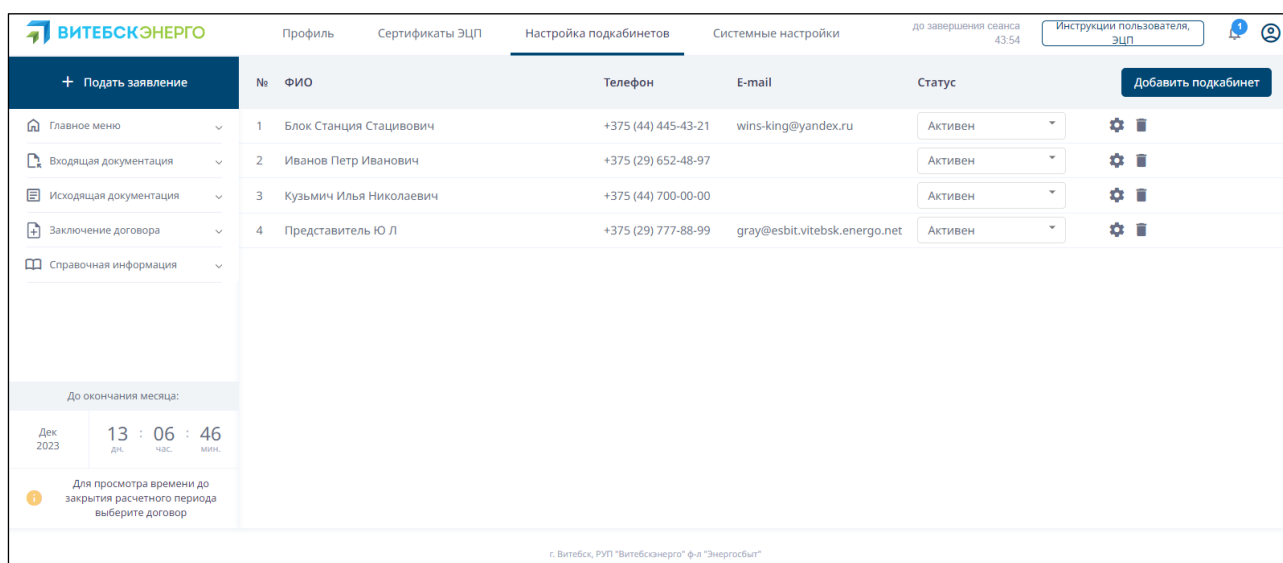 ВИТЕБСКЭНЕРГО
Профиль
Сертификаты ЭЦП
Настройка подкабинетов
Системные настройки
до завершения сеанса
43:54
Инструкции пользователя,
ЭЦП
1
+ Подать заявление
№ ФИО Телефон E-mail Статус
Добавить подкабинет
Главное меню
Входящая документация
Исходящая документация
Заключение договора
Справочная информация
1 Блок Станция Стацивович +375 (44) 445-43-21 wins-king@yandex.ru Активен
2 Иванов Петр Иванович +375 (29) 652-48-97 Активен
3 Кузьмич Илья Николаевич +375 (44) 700-00-00 Активен
4 Представитель Ю Л +375 (29) 777-88-99 gray@esbit.vitebsk.energo.net Активен
До окончания месяца:
Дек
2023
13 : 06 : 46
дн. час. мин.
Для просмотра времени до
закрытия расчетного периода
выберите договор
г. Витебск, РУП "Витебскэнерго" ф-л "Энергосбыт"